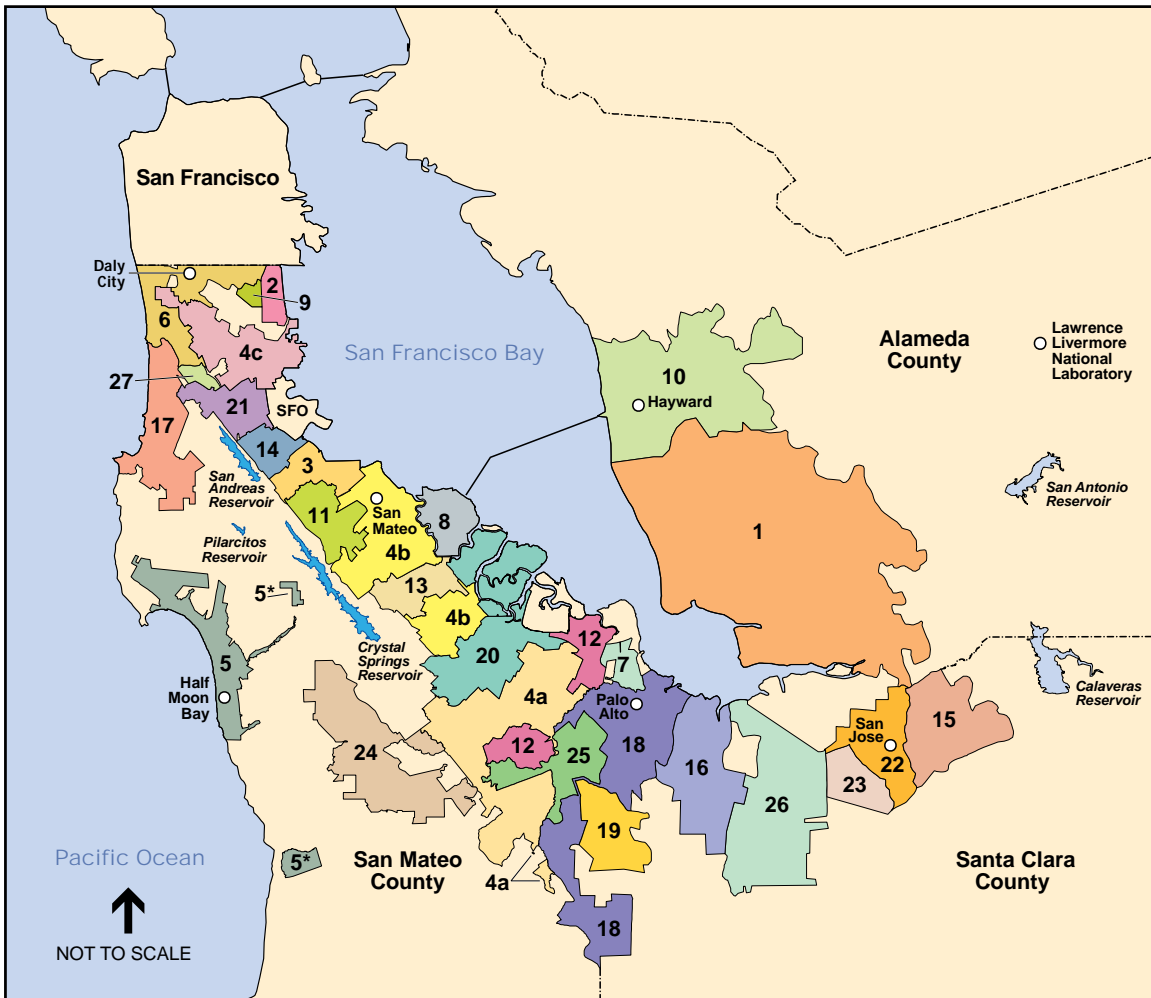 San Francisco
Daly
City
2
9
6
4c
San Francisco Bay
Alameda
County
Lawrence
Livermore
National
Laboratory
27
10
Hayward
21
SFO
17
14
3
San
Andreas
Reservoir
San Antonio
Reservoir
11
San
Mateo
8
1
Pilarcitos
Reservoir
4b
13
5*
4b
12
Crystal
Springs
Reservoir
20
7
5
Half
Moon
Bay
4a
Palo
Alto
Calaveras
Reservoir
15
San
Jose
22
12
25
18
24
16
23
26
19
Pacific Ocean
5*
San Mateo
County
4a
Santa Clara
County
18
NOT TO SCALE